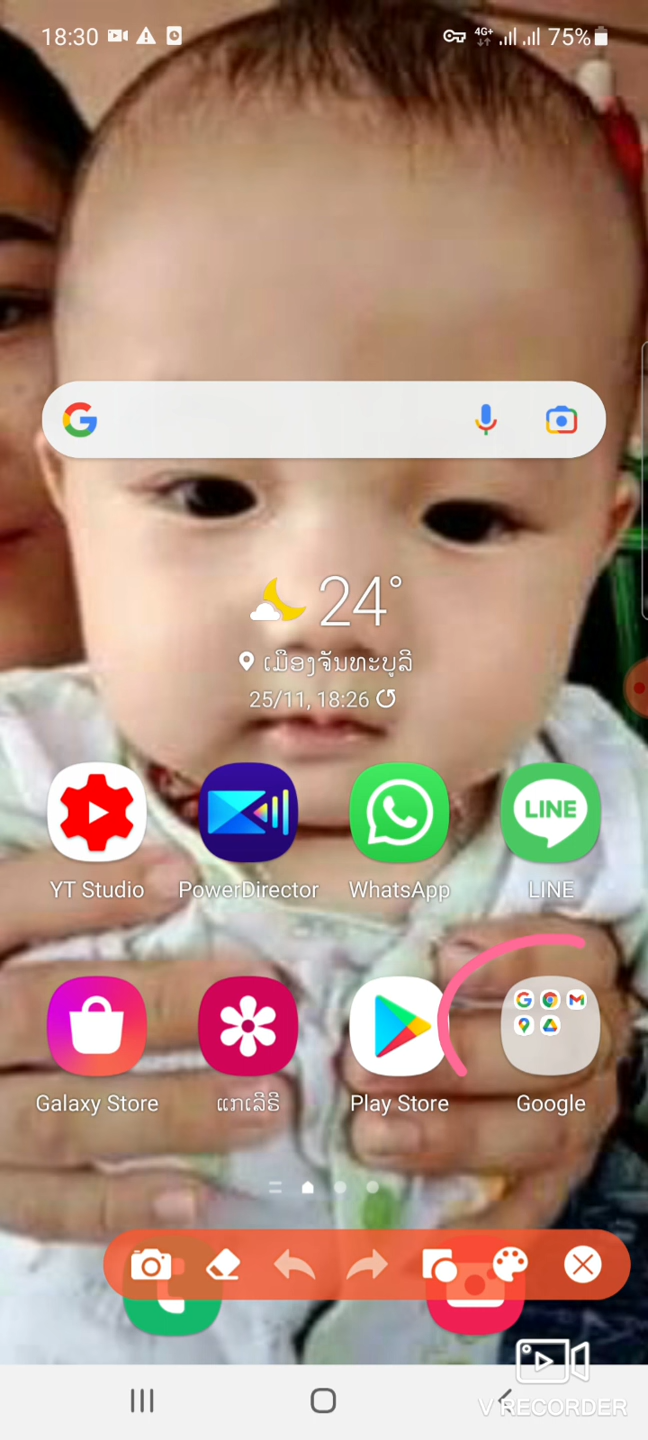 18:30
4G+
75%
24°
ເມືອງຈັນທະບູລີ
25/11, 18:26
LINE
YT Studio
PowerDirector
WhatsApp
LINE
Galaxy Store
ແກເລີຣີ
Play Store
Google
V RECORDER